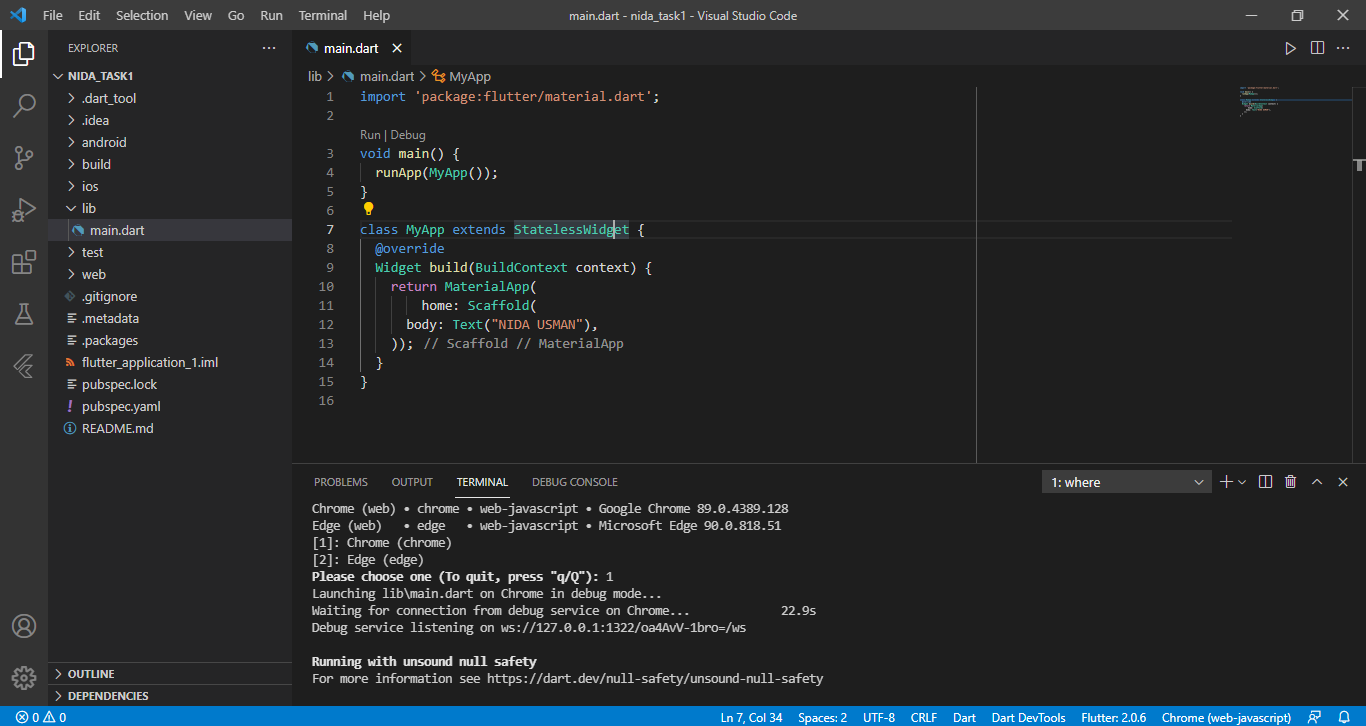 File Edit Selection View Go Run Terminal Help
main.dart - nida_task1 - Visual Studio Code
EXPLORER
NIDA_TASK1
.dart_tool
.idea
android
build
ios
lib
main.dart
test
web
.gitignore
.metadata
.packages
flutter_application_1.iml
pubspec.lock
pubspec.yaml
README.md
OUTLINE
DEPENDENCIES
main.dart
lib > main.dart > MyApp
1 import 'package:flutter/material.dart';
2
Run | Debug
3 void main() {
4 runApp(MyApp());
5 }
6
7 class MyApp extends StatelessWidget {
8 @override
9 Widget build(BuildContext context) {
10 return MaterialApp(
11 home: Scaffold(
12 body: Text("NIDA USMAN"),
13 )); // Scaffold // MaterialApp
14 }
15 }
16
PROBLEMS OUTPUT TERMINAL DEBUG CONSOLE
1: where
Chrome (web) • chrome • web-javascript • Google Chrome 89.0.4389.128
Edge (web) • edge • web-javascript • Microsoft Edge 90.0.818.51
[1]: Chrome (chrome)
[2]: Edge (edge)
Please choose one (To quit, press "q/Q"): 1
Launching lib\main.dart on Chrome in debug mode...
Waiting for connection from debug service on Chrome... 22.9s
Debug service listening on ws://127.0.0.1:1322/oa4AvV-1bro=/ws
Running with unsound null safety
For more information see https://dart.dev/null-safety/unsound-null-safety
0 0
Ln 7, Col 34 Spaces: 2 UTF-8 CRLF Dart Dart DevTools Flutter: 2.0.6 Chrome (web-javascript)